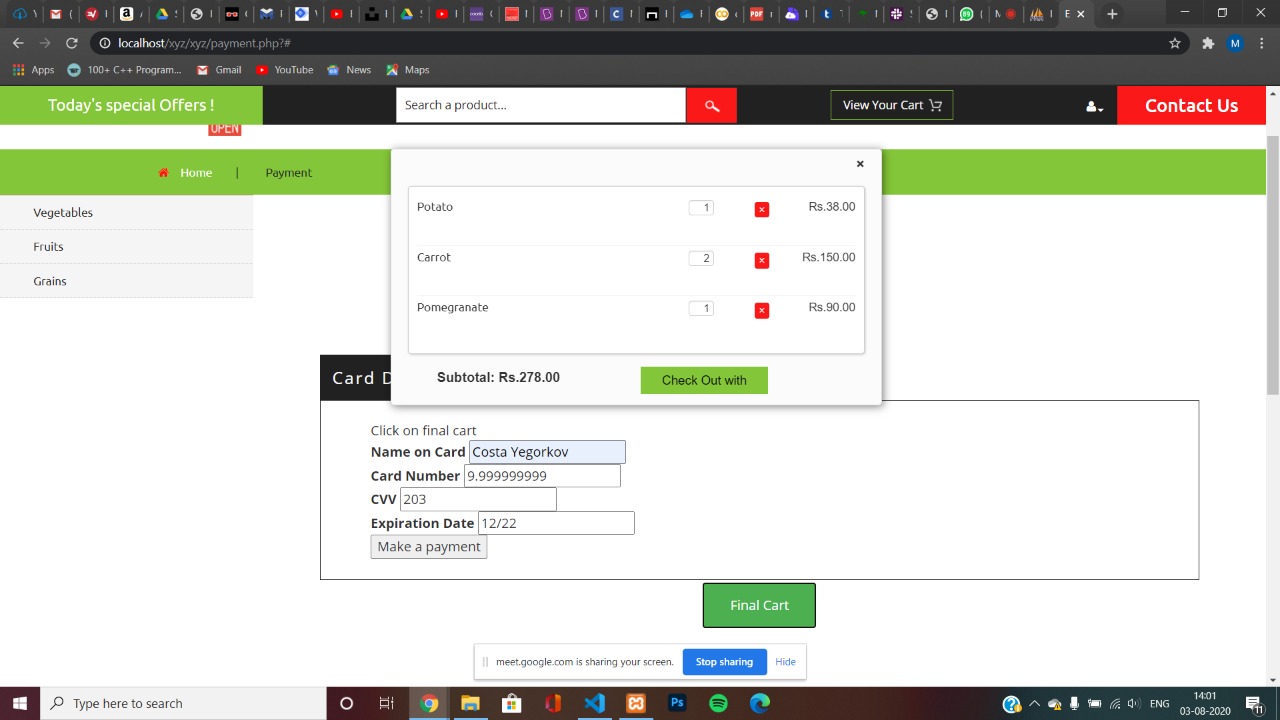 localhost/xyz/xyz/payment.php?#
M
Apps
100+ C++ Program...
Gmail
YouTube
News
Maps
Today's special Offers !
Search a product...
View Your Cart
Contact Us
OPEN
Home | Payment
Vegetables
Fruits
Grains
×
Potato 1 × Rs.38.00
Carrot 2 × Rs.150.00
Pomegranate 1 × Rs.90.00
Subtotal: Rs.278.00
Check Out with
Card D
Click on final cart
Name on Card Costa Yegorkov
Card Number 9.999999999
CVV 203
Expiration Date 12/22
Make a payment
Final Cart
meet.google.com is sharing your screen.
Stop sharing
Hide
Type here to search
Ps
ENG
14:01
03-08-2020
11